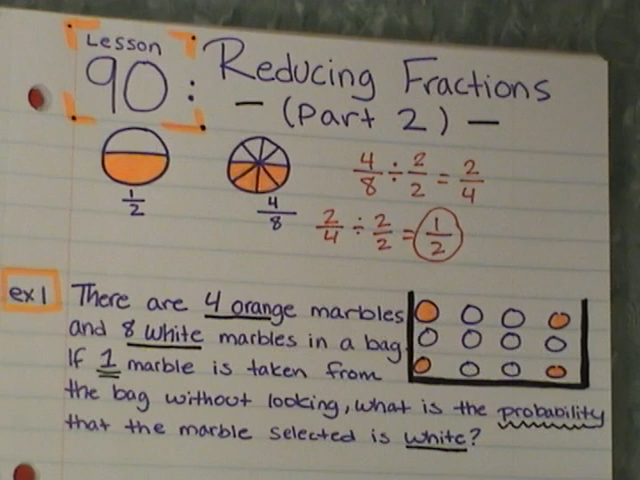 Lesson
90: Reducing Fractions
- (Part 2) -
4/8 ÷ 2/2 = 2/4
1/2
4/8
2/4 ÷ 2/2 = 1/2
ex1 There are 4 orange marbles
and 8 white marbles in a bag
If 1 marble is taken from
the bag without looking, what is the probability
that the marble selected is white?